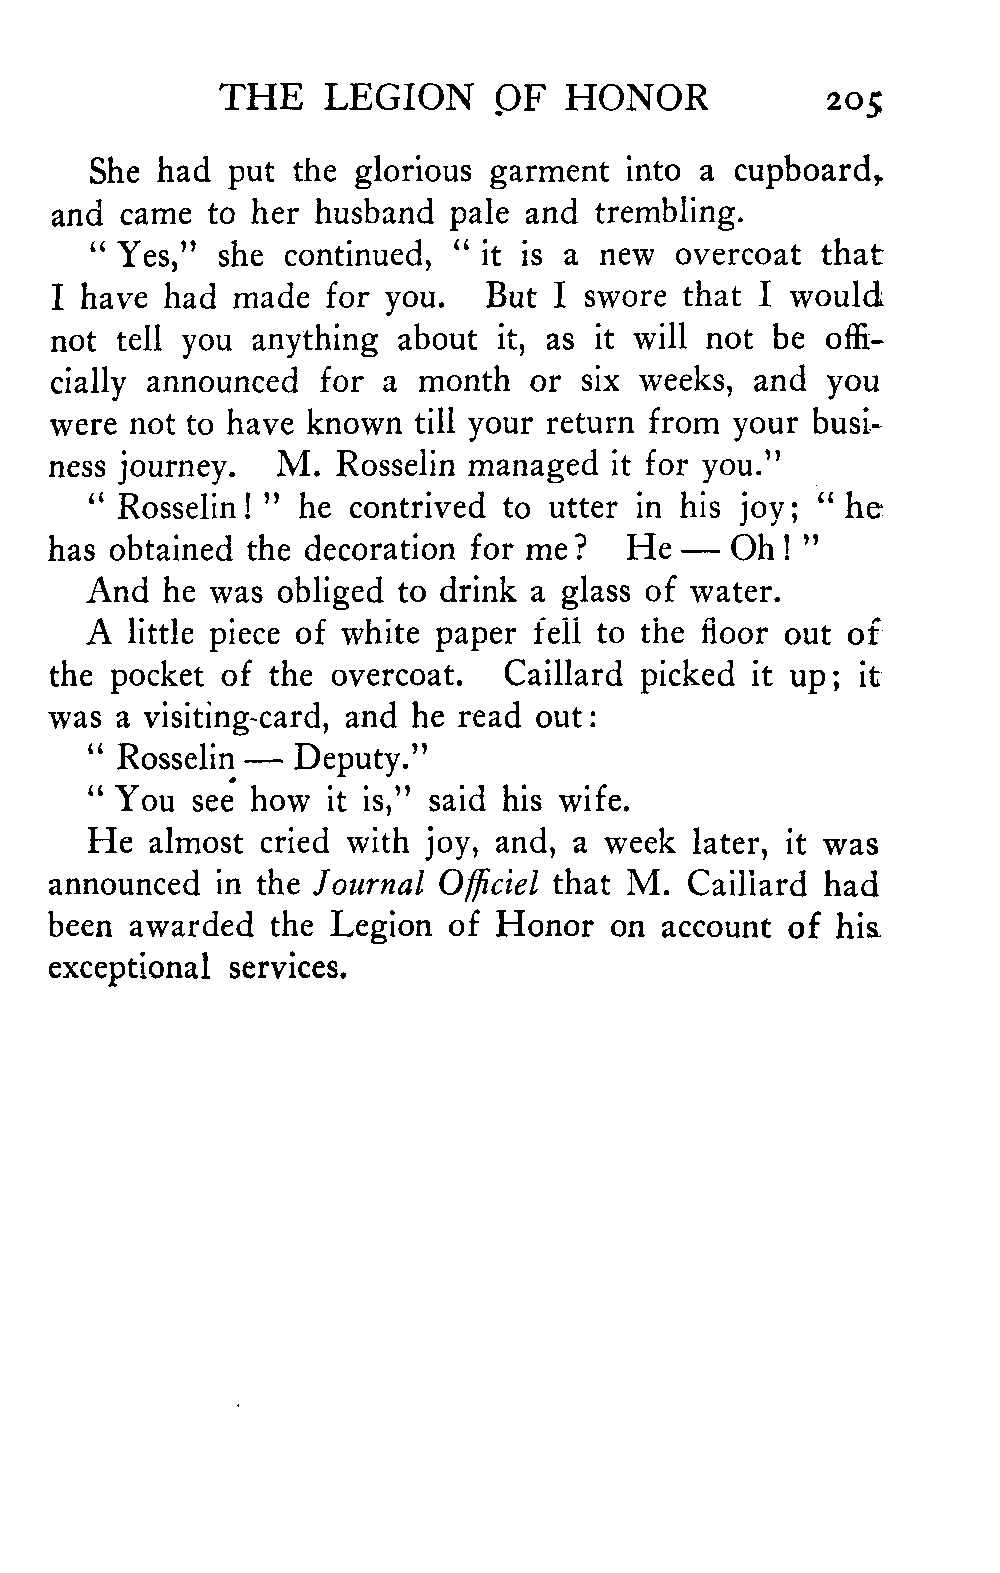 THE LEGION OF HONOR 205
She had put the glorious garment into a cupboard,
and came to her husband pale and trembling.
“ Yes,” she continued, “ it is a new overcoat that
I have had made for you. But I swore that I would
not tell you anything about it, as it will not be offi-
cially announced for a month or six weeks, and you
were not to have known till your return from your busi-
ness journey. M. Rosselin managed it for you.”
“ Rosselin! ” he contrived to utter in his joy; “ he
has obtained the decoration for me? He — Oh! ”
And he was obliged to drink a glass of water.
A little piece of white paper fell to the floor out of
the pocket of the overcoat. Caillard picked it up; it
was a visiting-card, and he read out:
“ Rosselin — Deputy.”
“ You see how it is,” said his wife.
He almost cried with joy, and, a week later, it was
announced in the Journal Officiel that M. Caillard had
been awarded the Legion of Honor on account of his
exceptional services.